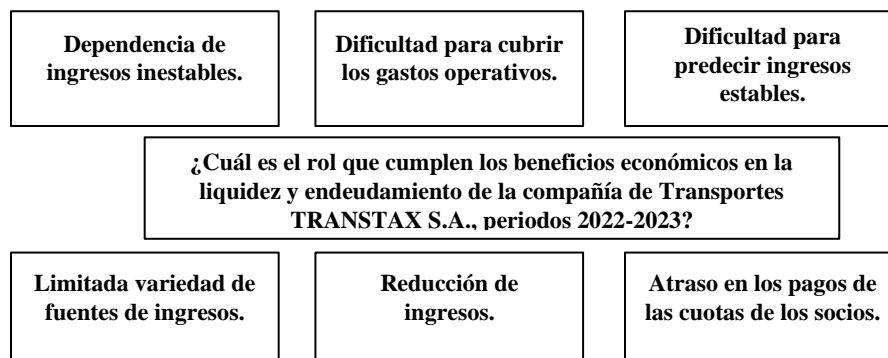 Dependencia de
ingresos inestables.
Dificultad para cubrir
los gastos operativos.
Dificultad para
predecir ingresos
estables.
¿Cuál es el rol que cumplen los beneficios económicos en la
liquidez y endeudamiento de la compañía de Transportes
TRANSTAX S.A., periodos 2022-2023?
Limitada variedad de
fuentes de ingresos.
Reducción de
ingresos.
Atraso en los pagos de
las cuotas de los socios.